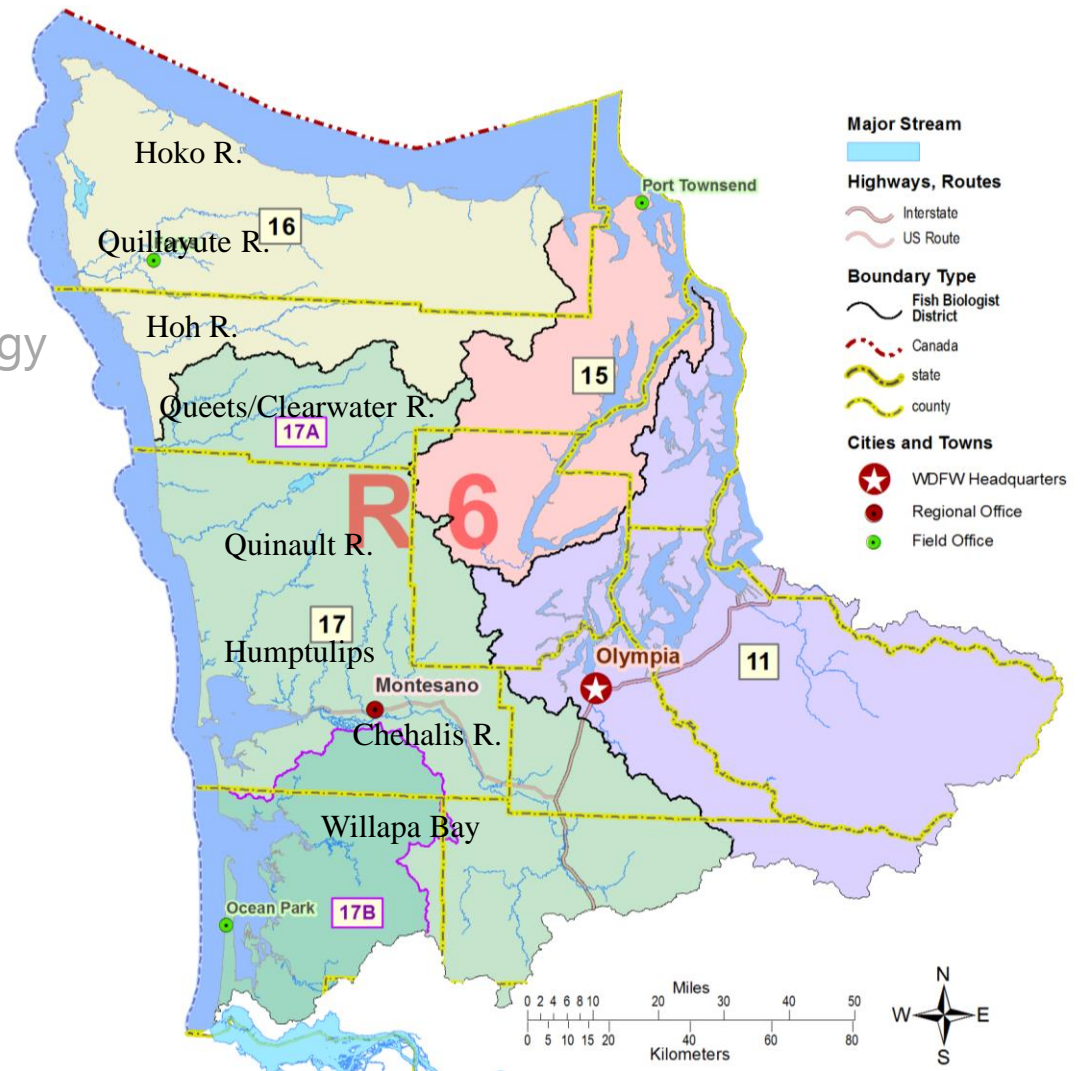 Hoko R.
16
Quillayute R.
Hoh R.
gy
Queets/Clearwater R.
17A
R 6
Quinault R.
17
Humptulips
Montesano
Chehalis R.
Willapa Bay
Ocean Park
17B
Port Townsend
15
Olympia
11
Major Stream
Highways, Routes
Interstate
US Route
Boundary Type
Fish Biologist
District
Canada
state
county
Cities and Towns
WDFW Headquarters
Regional Office
Field Office
Miles
0 2 4 6 8 10 20 30 40 50
0 5 10 15 20 40 60 80
Kilometers
N
W E
S